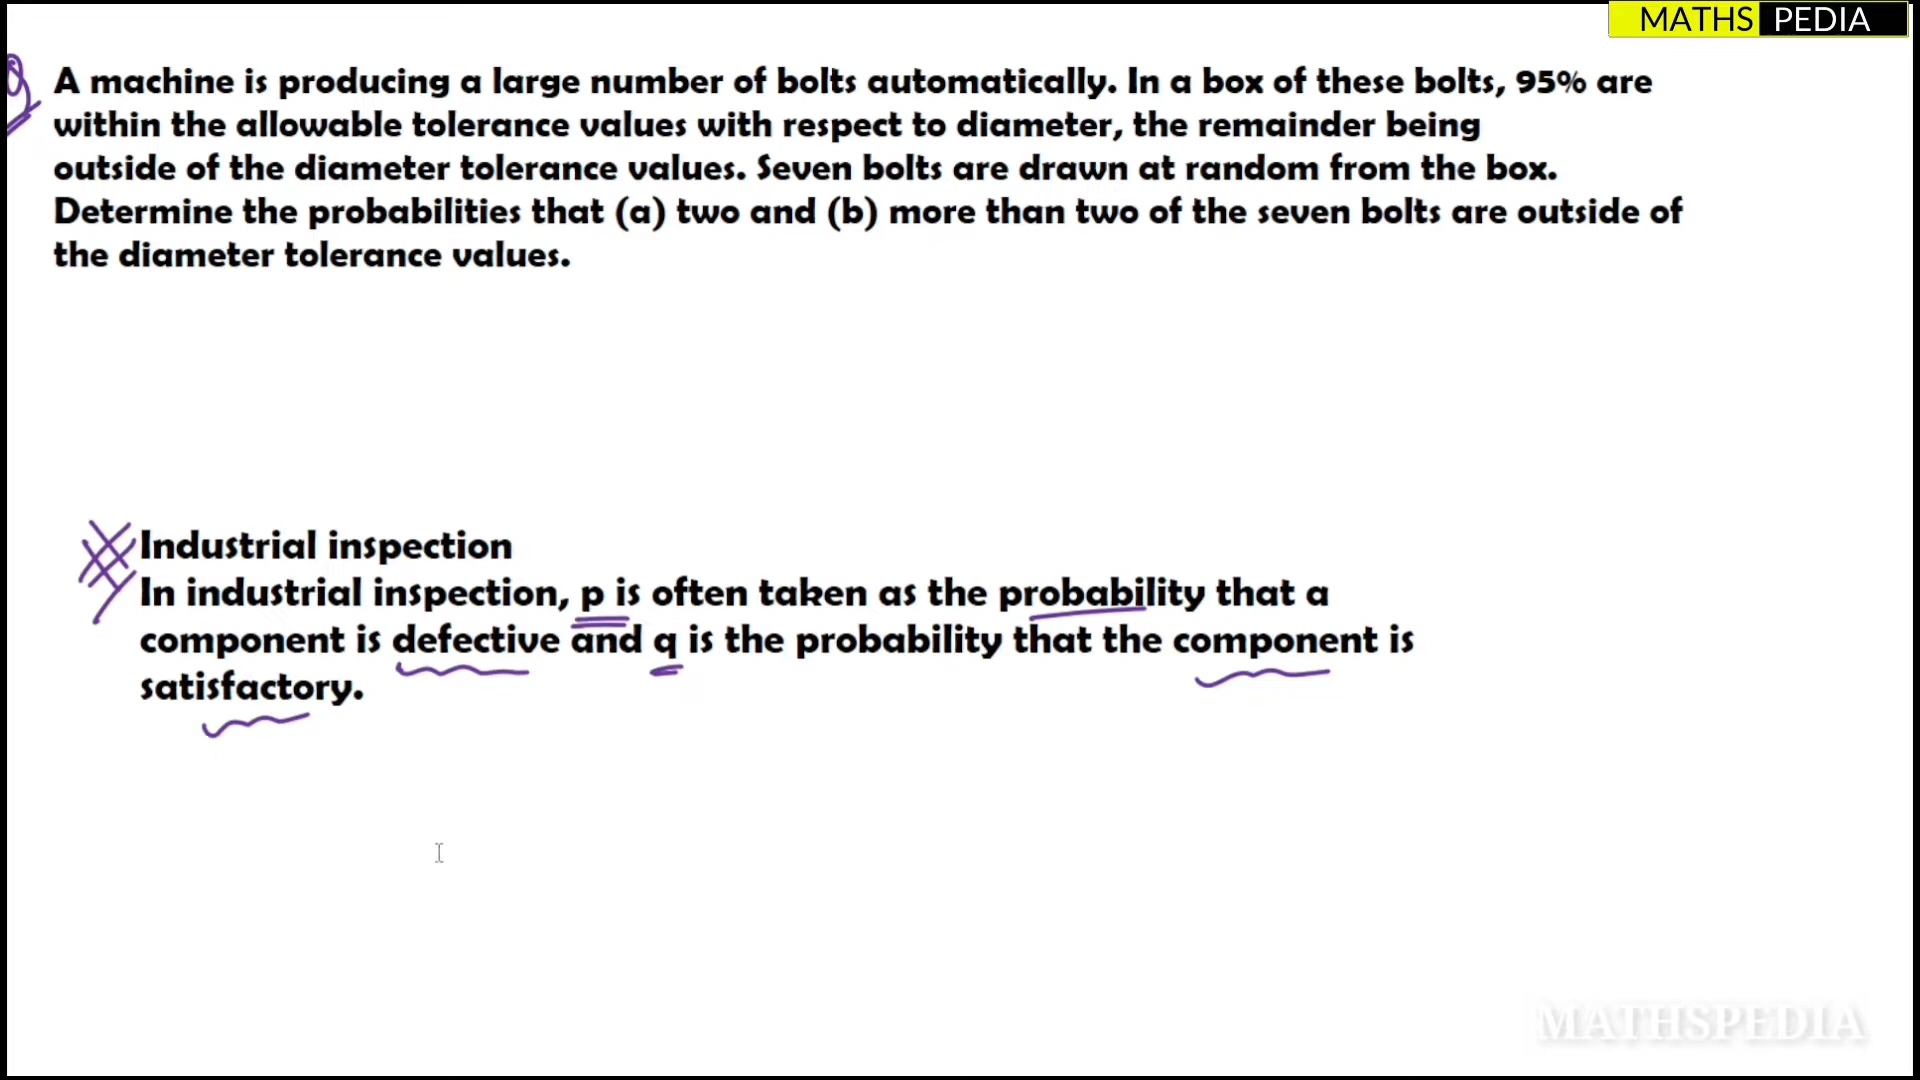 MATHS PEDIA
A machine is producing a large number of bolts automatically. In a box of these bolts, 95% are
within the allowable tolerance values with respect to diameter, the remainder being
outside of the diameter tolerance values. Seven bolts are drawn at random from the box.
Determine the probabilities that (a) two and (b) more than two of the seven bolts are outside of
the diameter tolerance values.
Industrial inspection
In industrial inspection, p is often taken as the probability that a
component is defective and q is the probability that the component is
satisfactory.
MATHSPEDIA